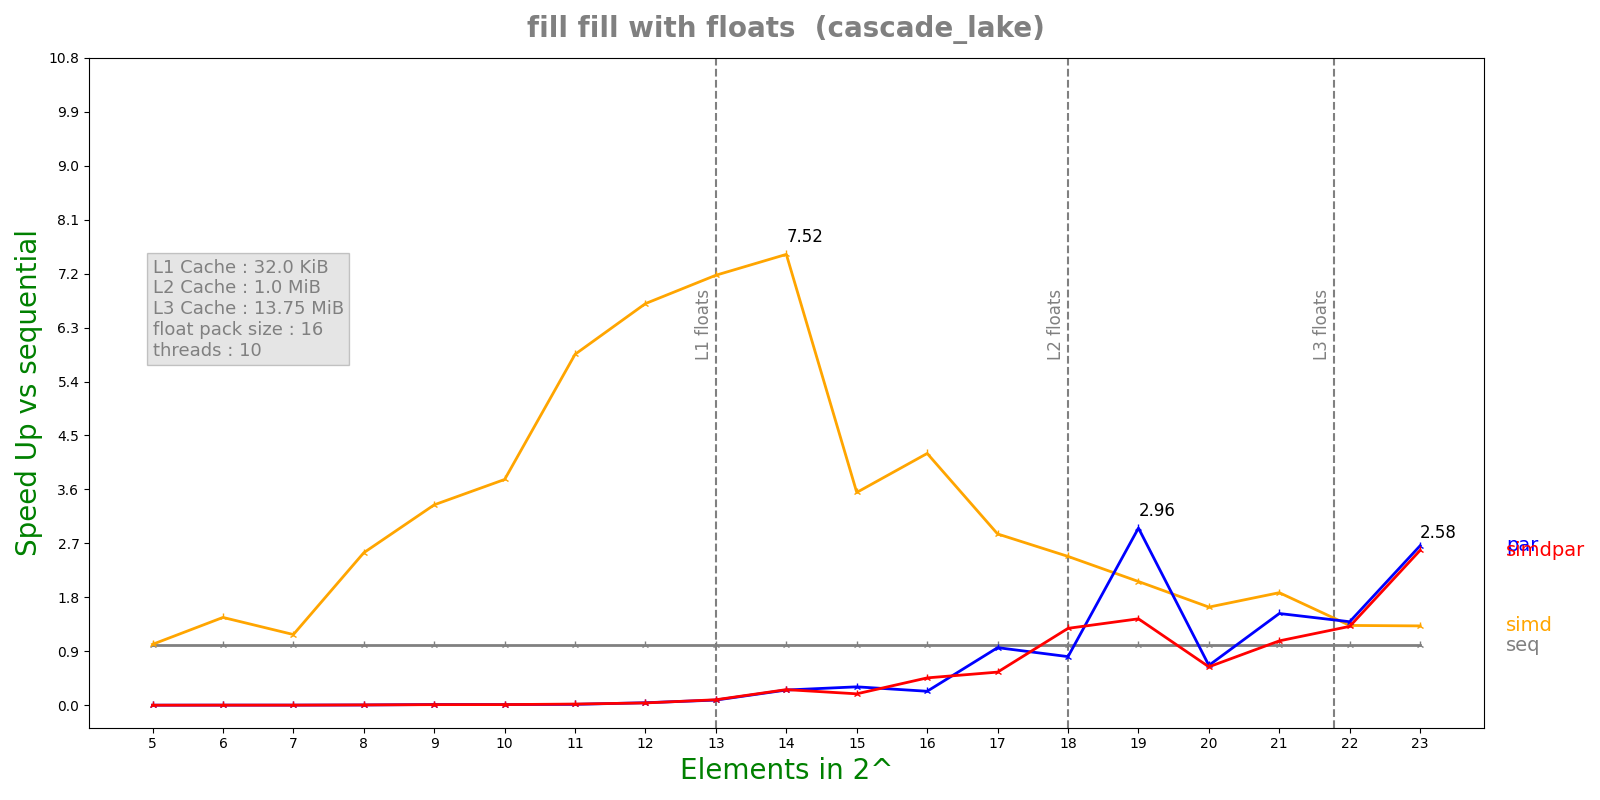 fill fill with floats  (cascade_lake)
Speed Up vs sequential
10.8
9.9
9.0
8.1
7.2
6.3
5.4
4.5
3.6
2.7
1.8
0.9
0.0
L1 Cache : 32.0 KiB
L2 Cache : 1.0 MiB
L3 Cache : 13.75 MiB
float pack size : 16
threads : 10
L1 floats
L2 floats
L3 floats
7.52
2.96
2.58
par
simdpar
simd
seq
5 6 7 8 9 10 11 12 13 14 15 16 17 18 19 20 21 22 23
Elements in 2^